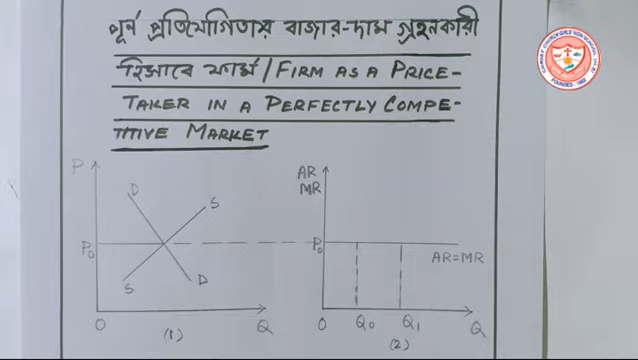 পূর্ন প্রতিযোগিতায় বাজার-দাম গ্রহনকারী
হিসাবে ফার্ম / FIRM AS A PRICE-
TAKER IN A PERFECTLY COMPE-
TITIVE MARKET
P
D
S
P₀
S
D
O
Q
(1)
AR
MR
P₀
AR=MR
O
Q₀
Q₁
Q
(2)